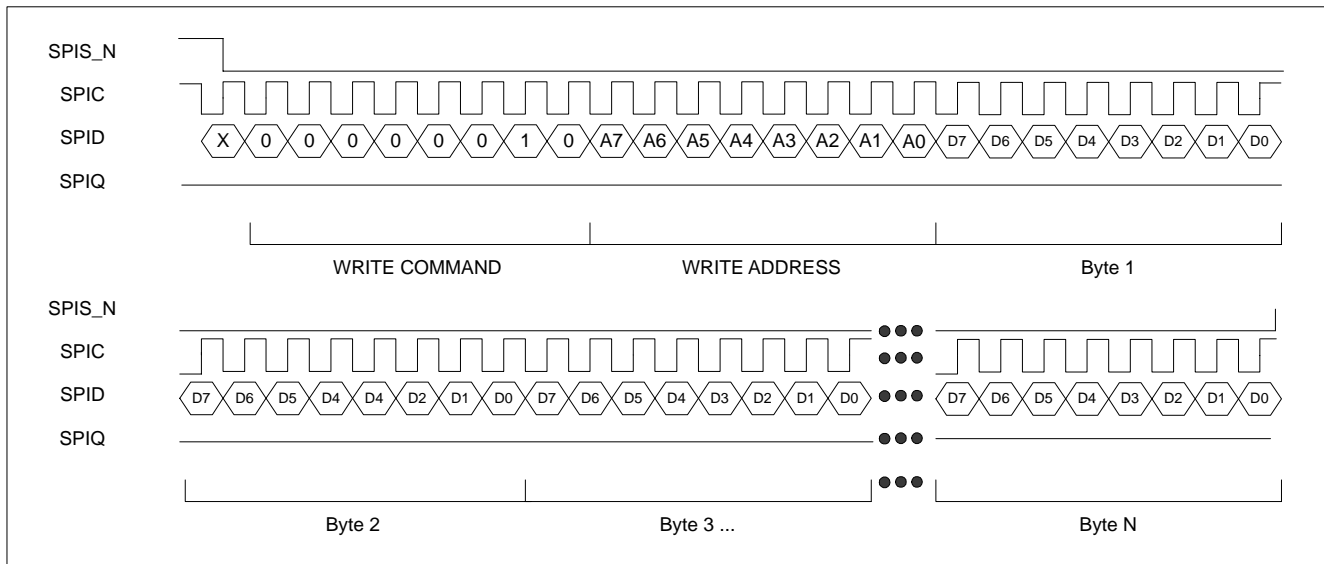 SPIS_N
SPIC
SPID X 0 0 0 0 0 0 1 0 A7 A6 A5 A4 A3 A2 A1 A0 D7 D6 D5 D4 D3 D2 D1 D0
SPIQ
WRITE COMMAND WRITE ADDRESS Byte 1
SPIS_N
SPIC
SPID D7 D6 D5 D4 D4 D2 D1 D0 D7 D6 D5 D4 D3 D2 D1 D0 D7 D6 D5 D4 D3 D2 D1 D0
SPIQ
Byte 2 Byte 3 ... Byte N